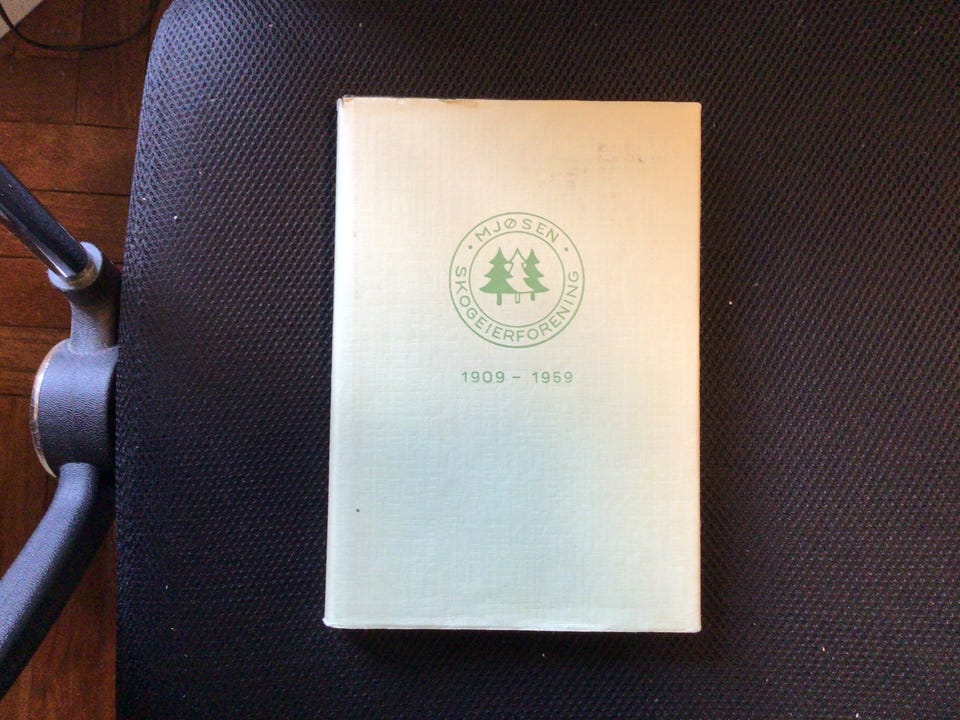 MJØSEN
SKOGEIERFORENING
1909 - 1959